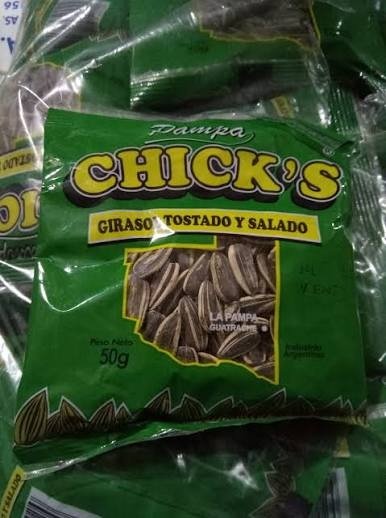 Pampa
CHICK'S
GIRASOL TOSTADO Y SALADO
LA PAMPA
GUATRACHE
Peso Neto
50g
Industria
Argentina